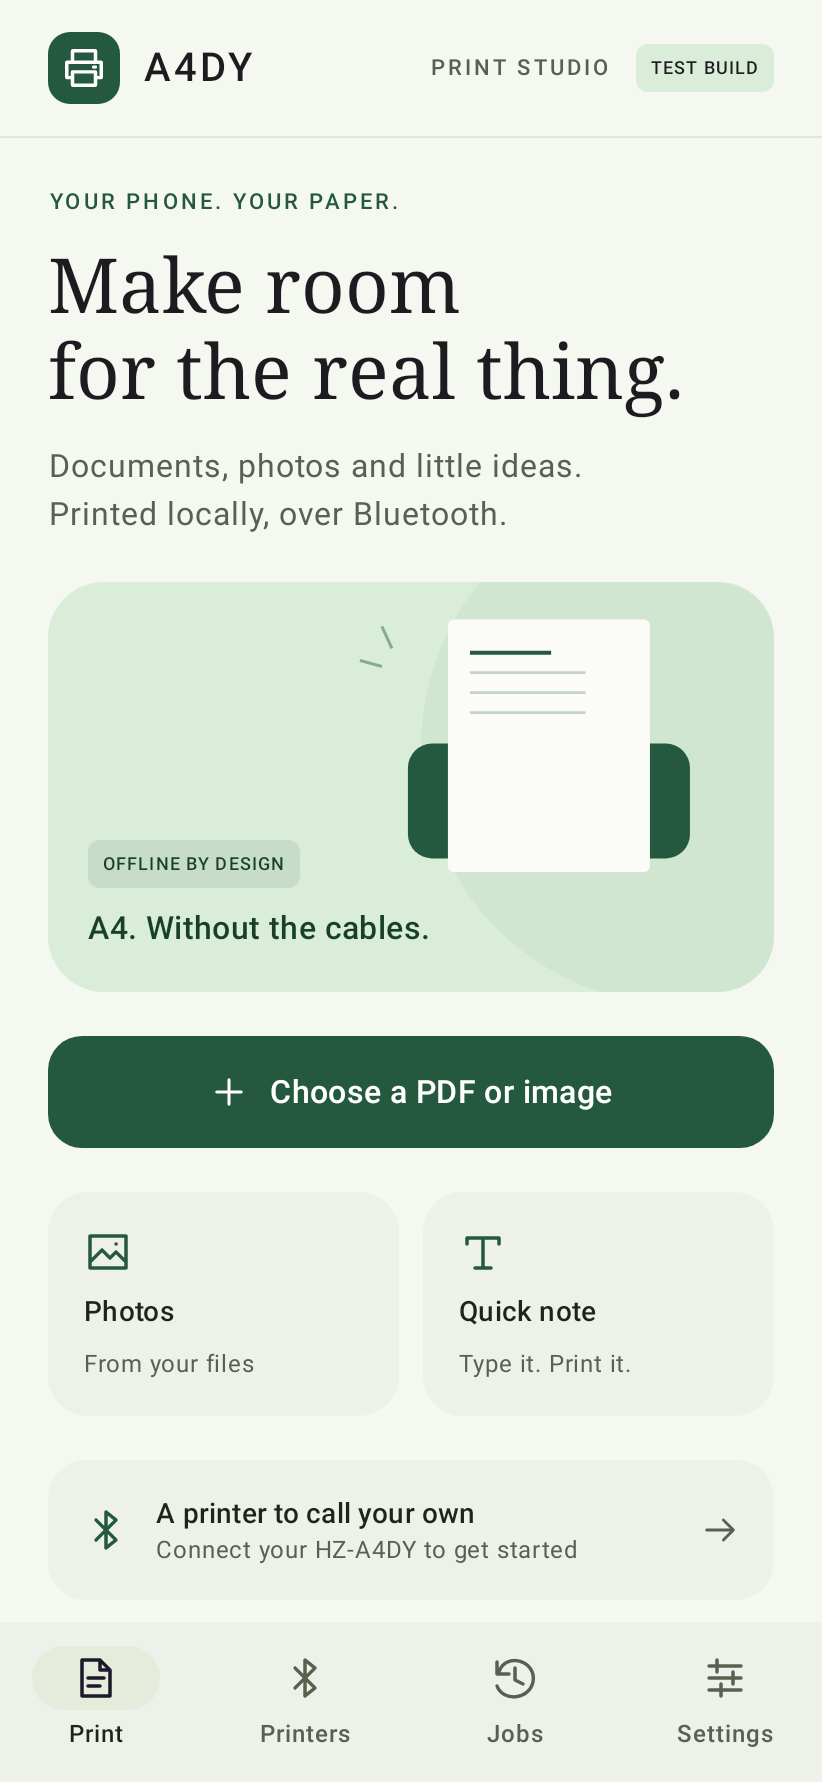 A4DY
PRINT STUDIO
TEST BUILD
YOUR PHONE. YOUR PAPER.
Make room
for the real thing.
Documents, photos and little ideas.
Printed locally, over Bluetooth.
OFFLINE BY DESIGN
A4. Without the cables.
Choose a PDF or image
Photos
From your files
Quick note
Type it. Print it.
A printer to call your own
Connect your HZ-A4DY to get started
Print
Printers
Jobs
Settings